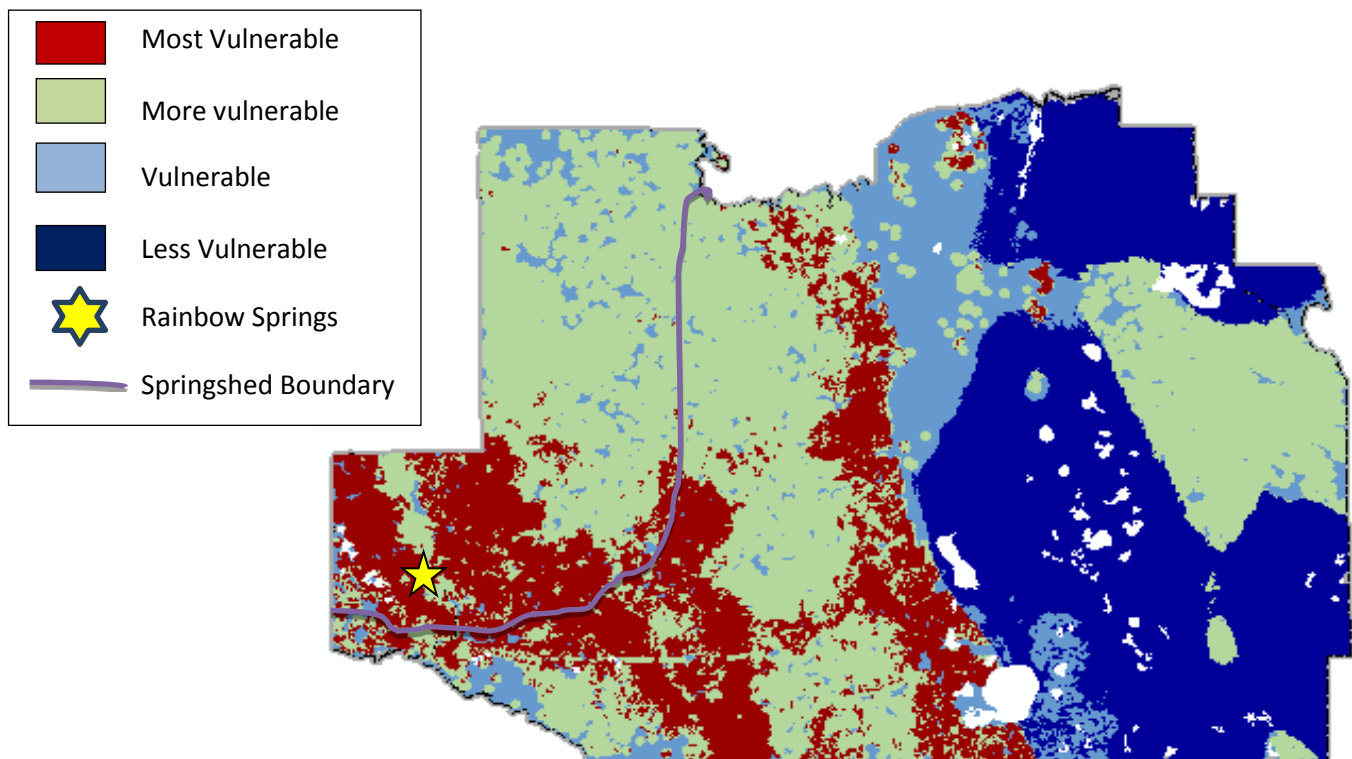 Most Vulnerable
More vulnerable
Vulnerable
Less Vulnerable
Rainbow Springs
Springshed Boundary